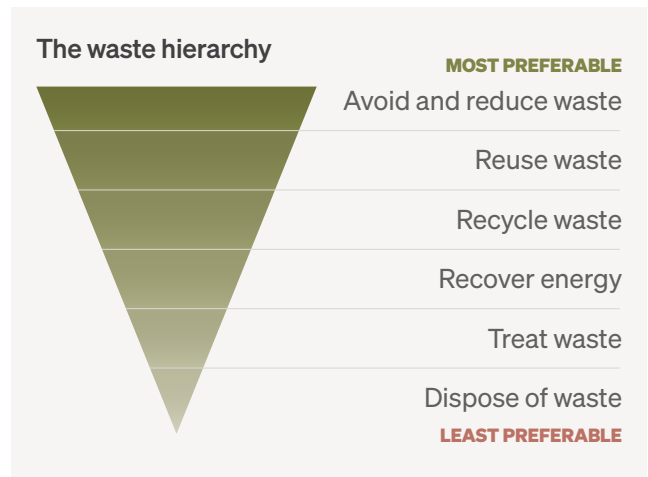 The waste hierarchy
MOST PREFERABLE
Avoid and reduce waste
Reuse waste
Recycle waste
Recover energy
Treat waste
Dispose of waste
LEAST PREFERABLE